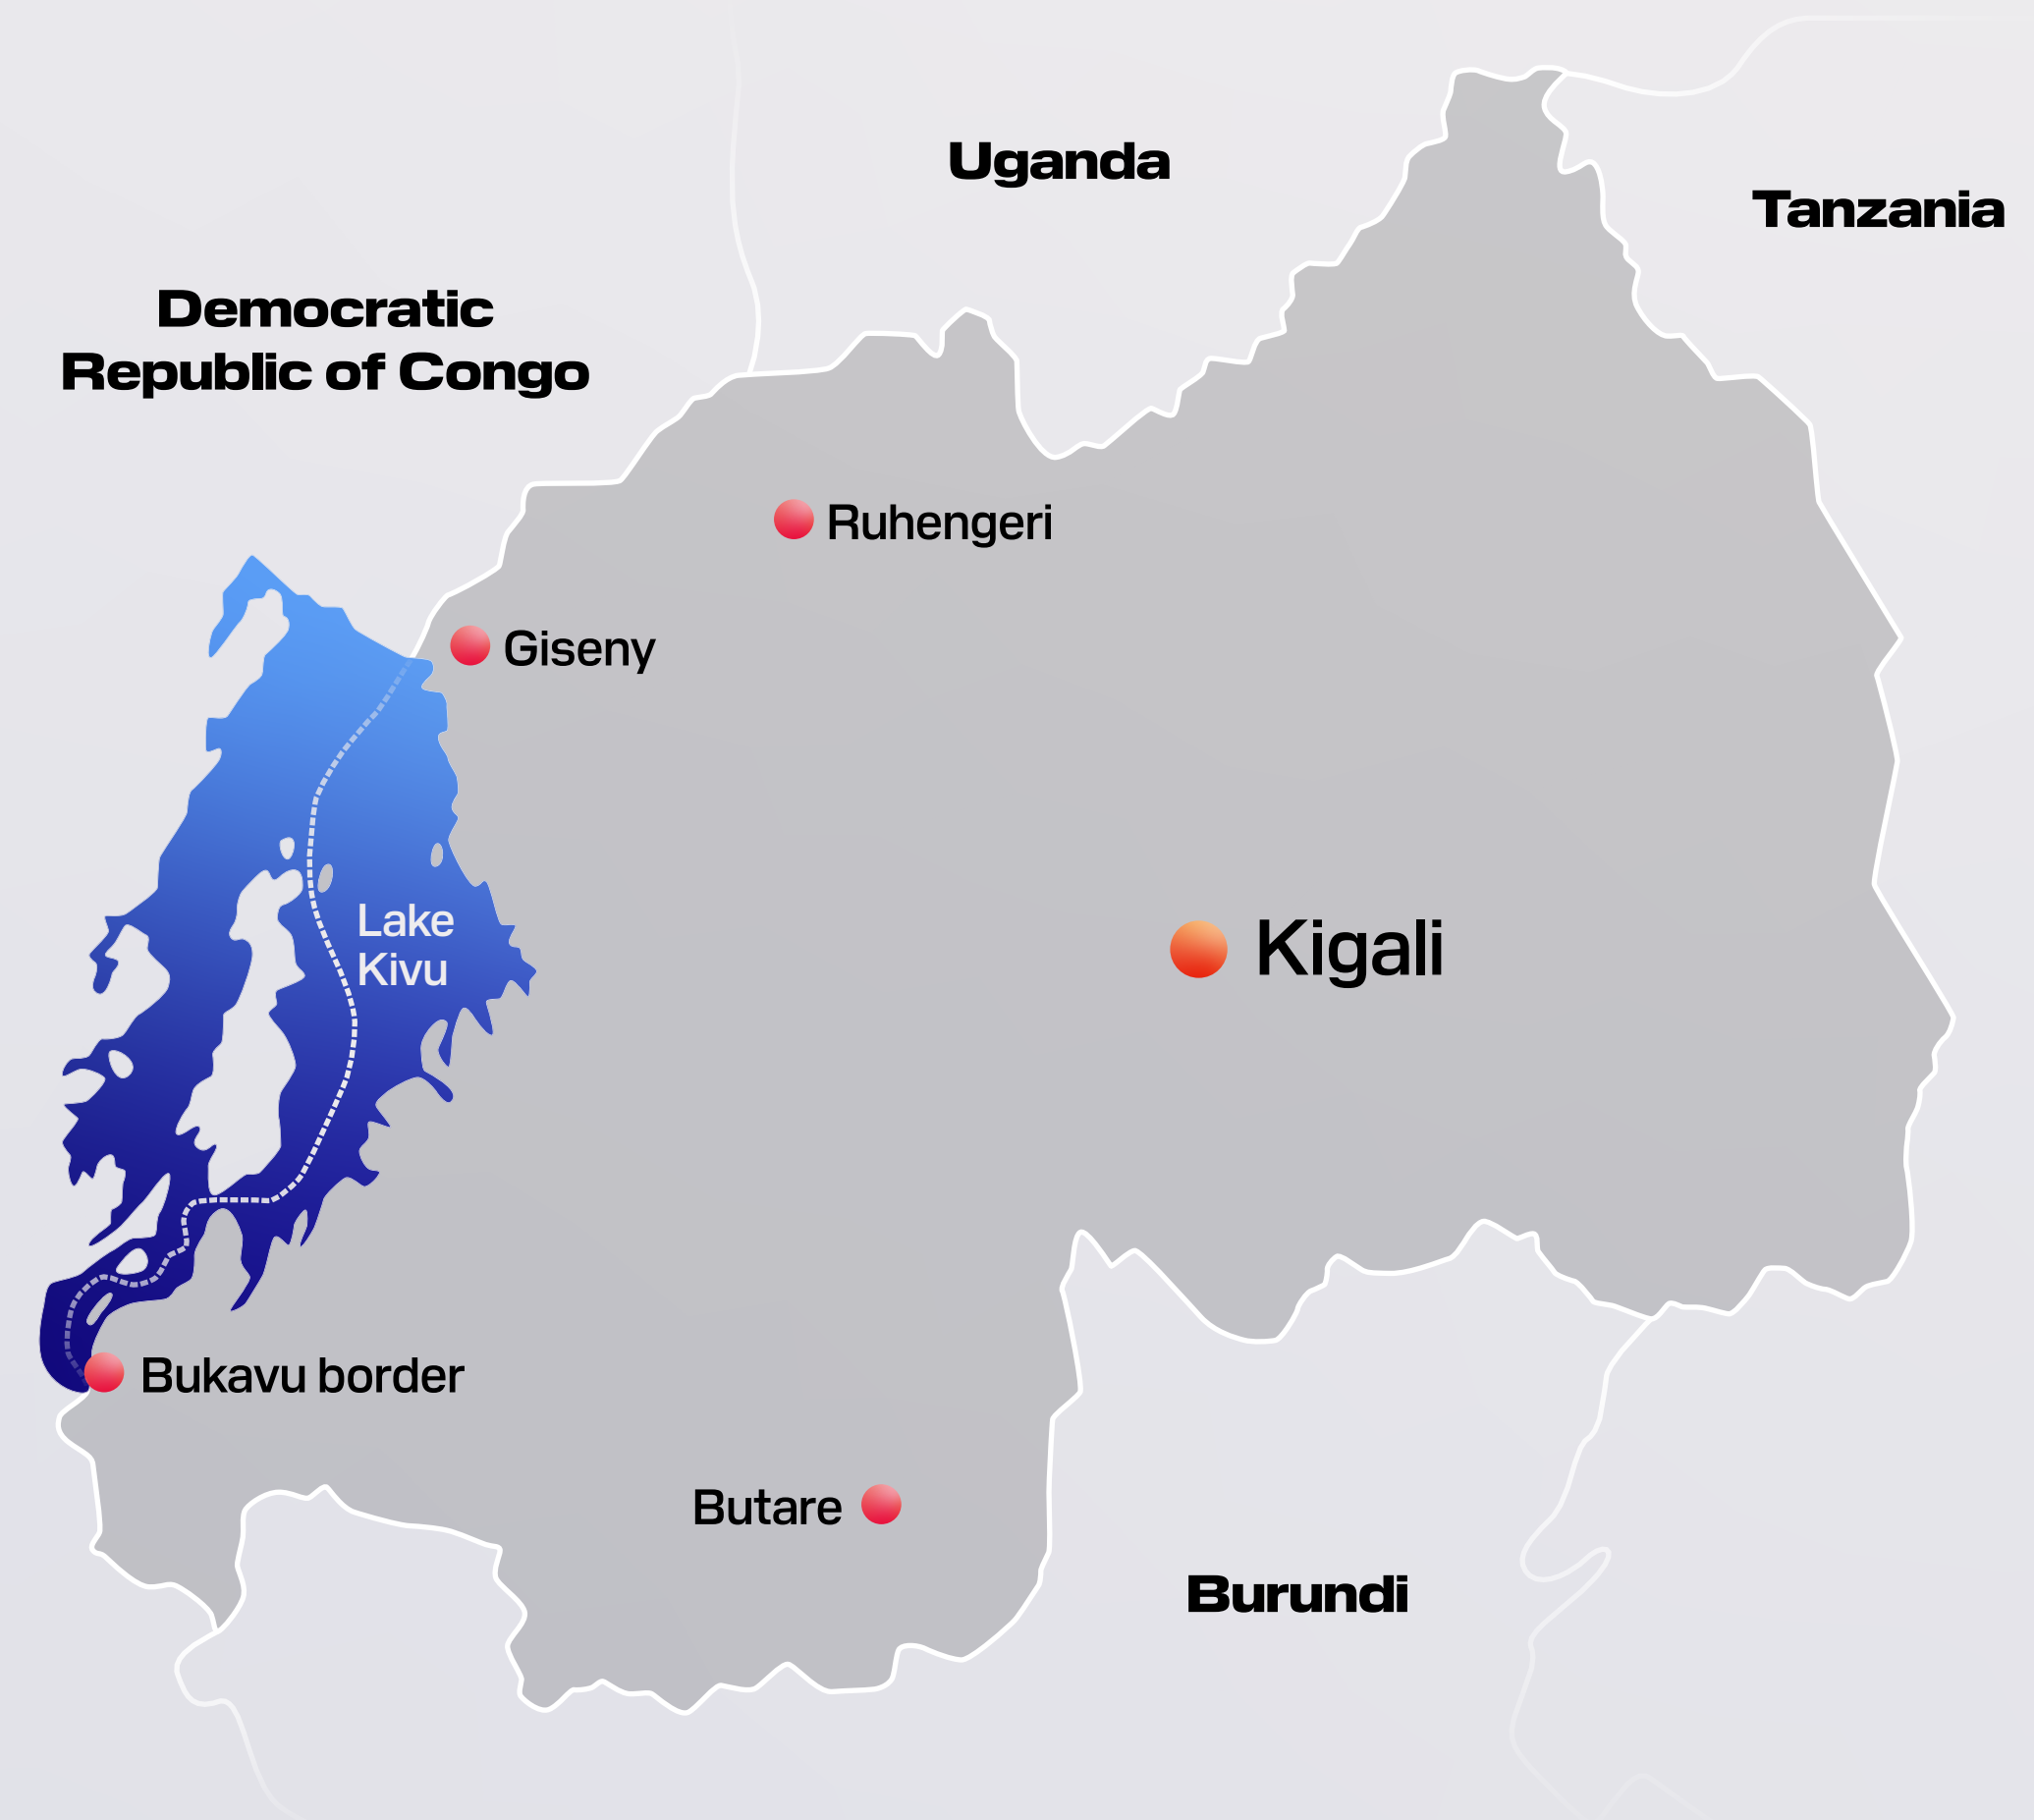 Uganda
Tanzania
Democratic
Republic of Congo
Ruhengeri
Giseny
Lake
Kivu
Kigali
Bukavu border
Butare
Burundi